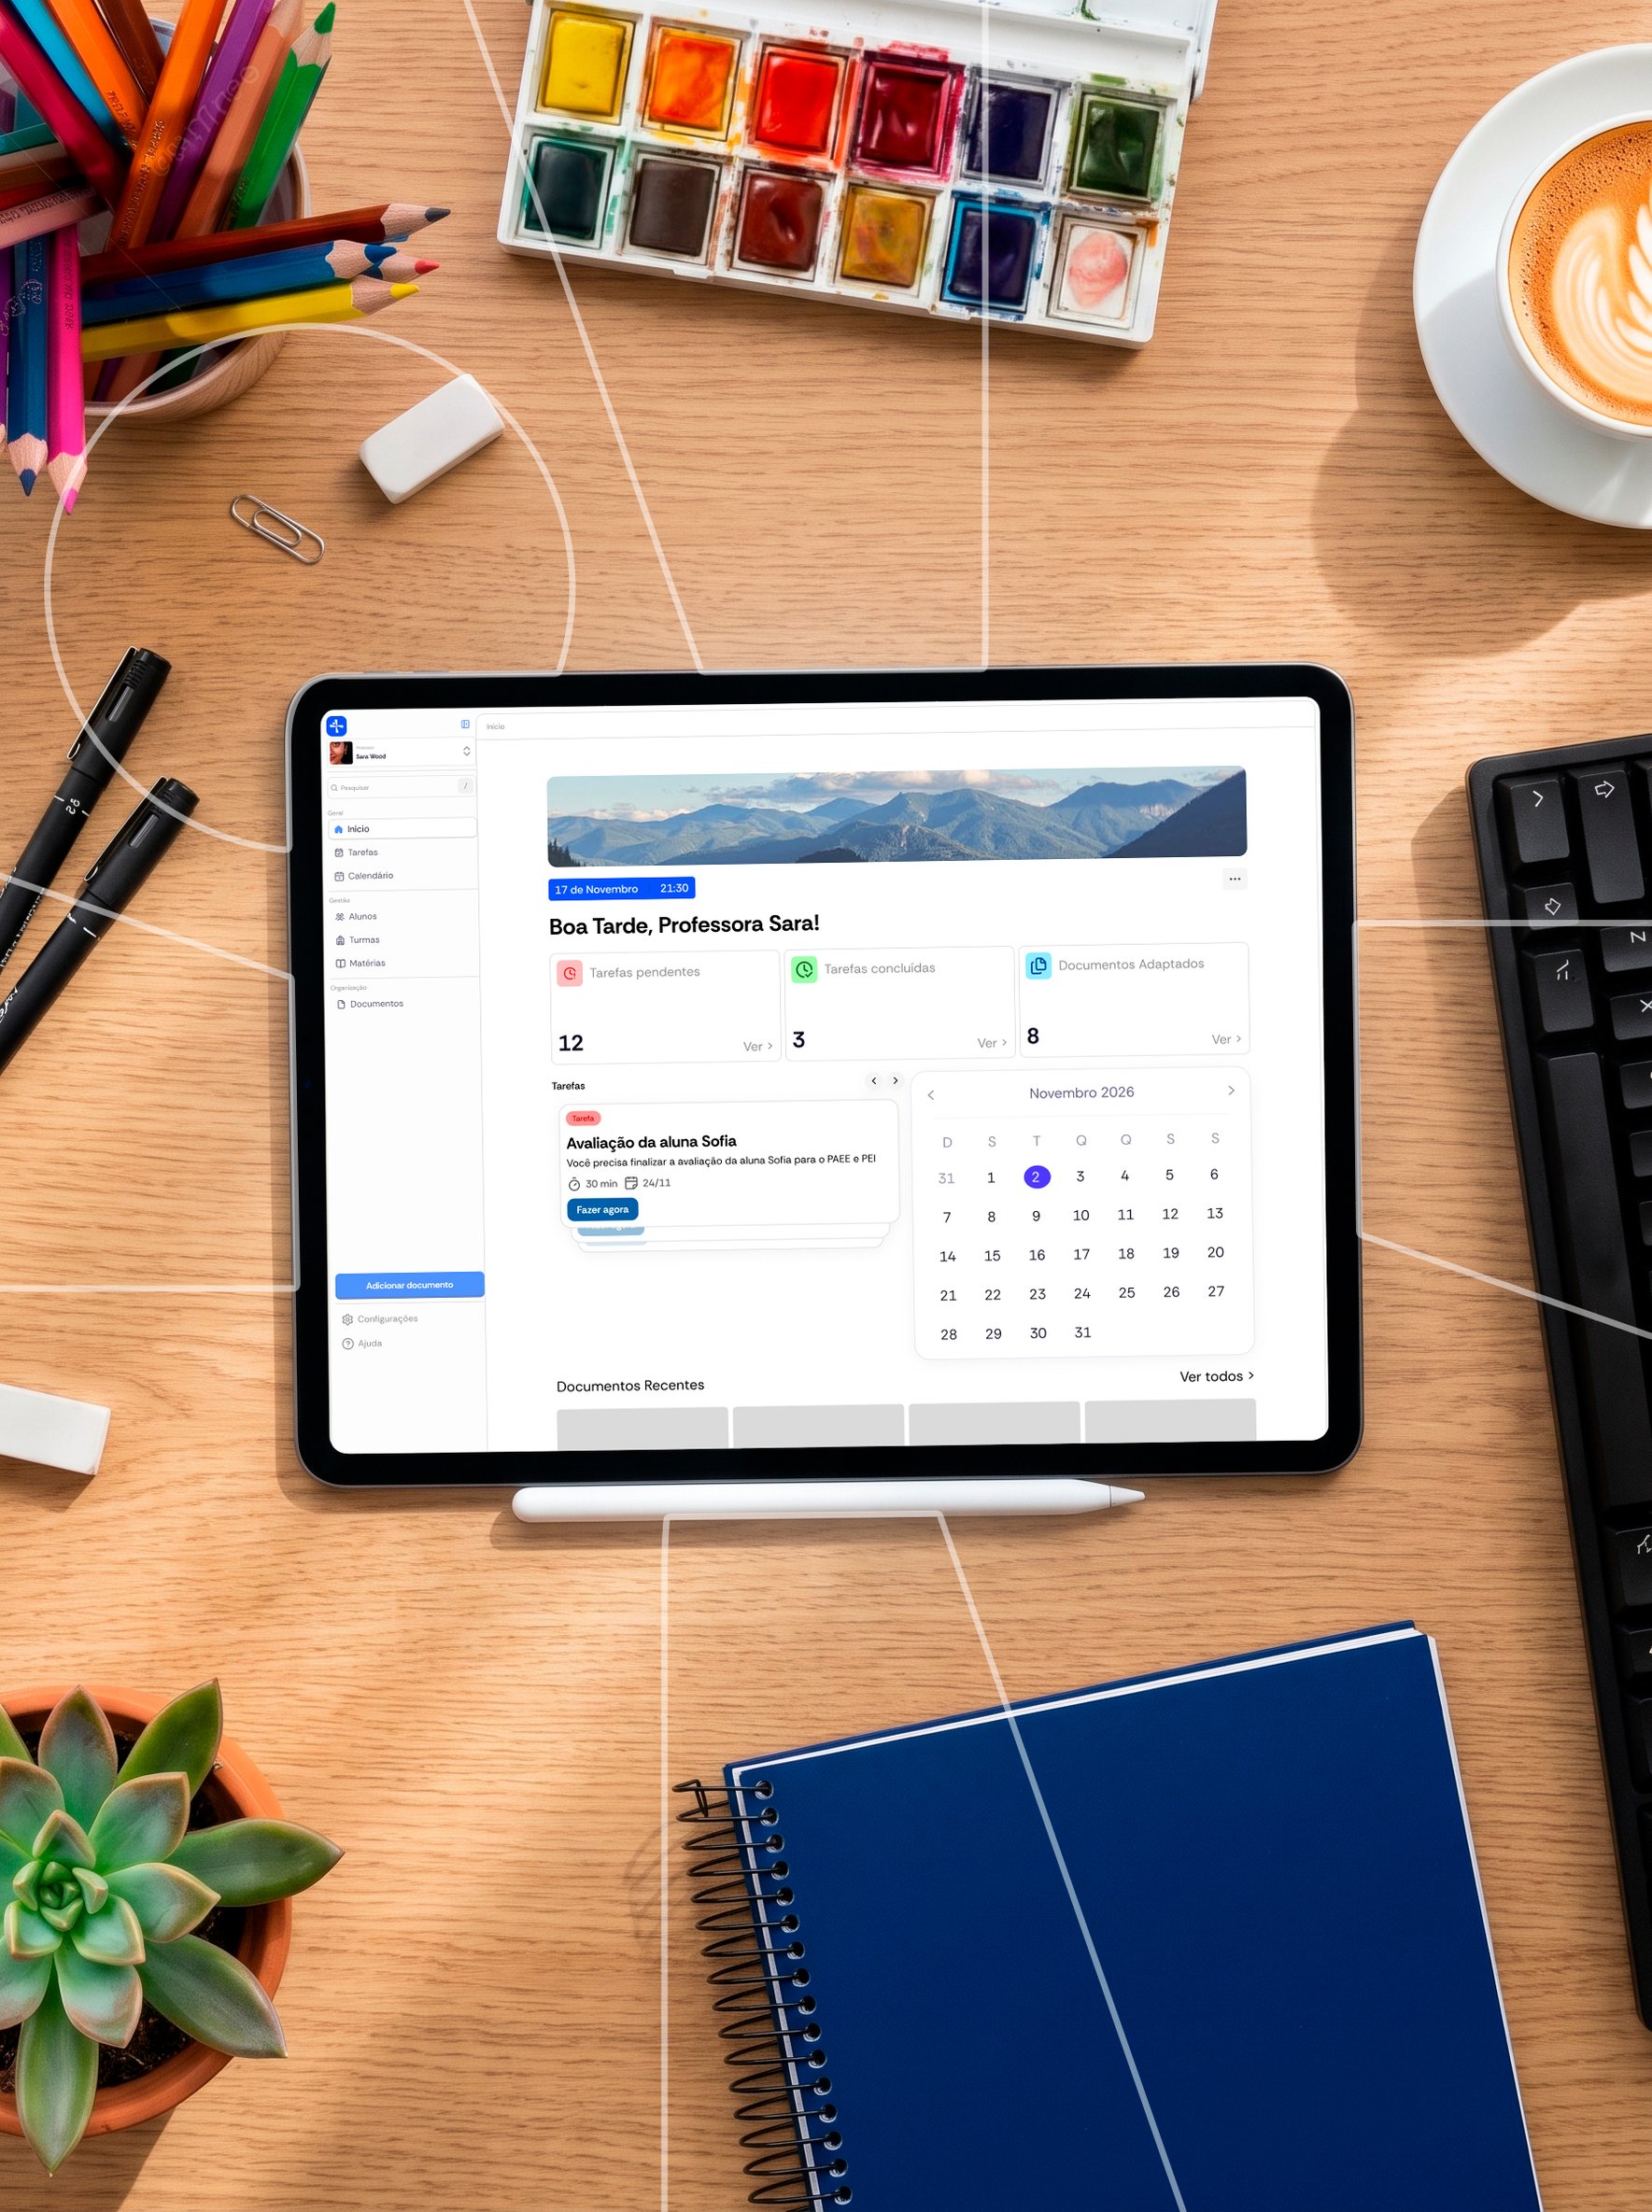 Início
Professor
Sara Wood
Pesquisar
/
Geral
Início
Tarefas
Calendário
Gestão
Alunos
Turmas
Matérias
Organização
Documentos
Adicionar documento
Configurações
Ajuda
17 de Novembro 21:30
Boa Tarde, Professora Sara!
Tarefas pendentes
12
Ver >
Tarefas concluídas
3
Ver >
Documentos Adaptados
8
Ver >
Tarefas
Tarefa
Avaliação da aluna Sofia
Você precisa finalizar a avaliação da aluna Sofia para o PAEE e PEI
30 min 24/11
Fazer agora
Novembro 2026
D S T Q Q S S
31 1 2 3 4 5 6
7 8 9 10 11 12 13
14 15 16 17 18 19 20
21 22 23 24 25 26 27
28 29 30 31
Documentos Recentes
Ver todos >
Z
X